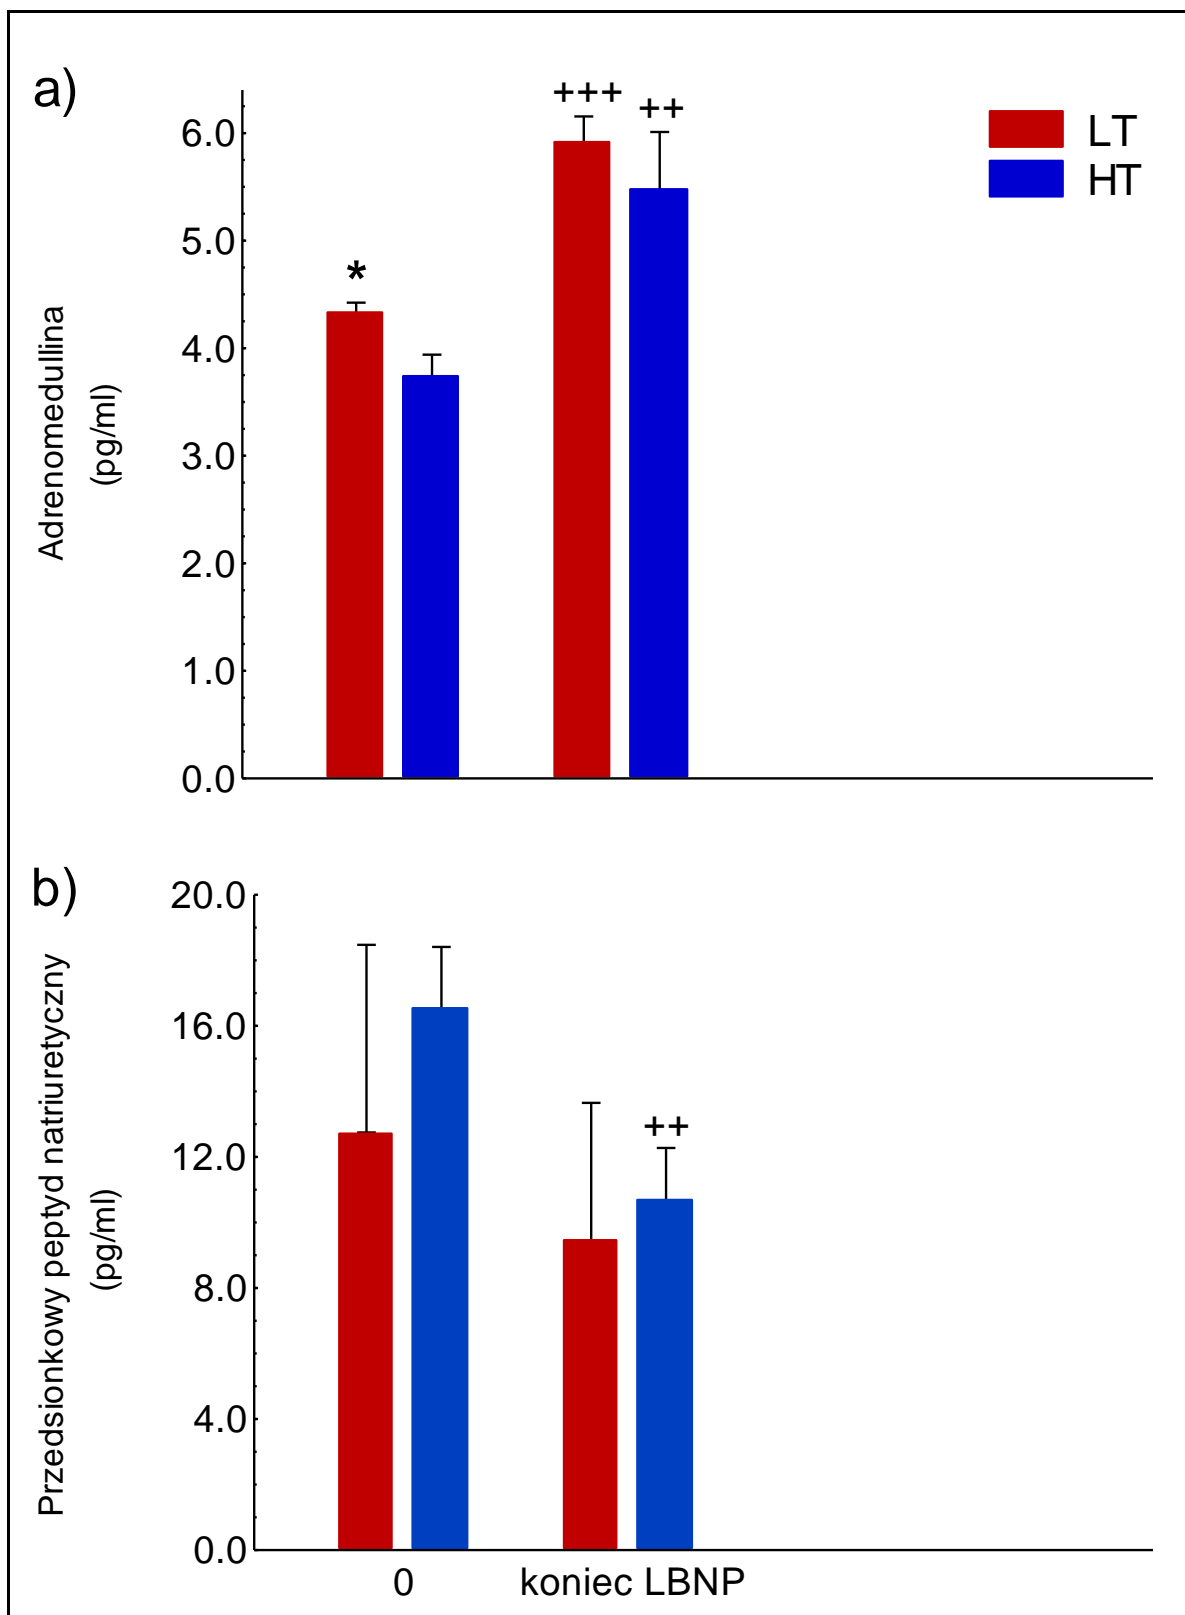 a)
+++
++
*
LT
HT
6.0
5.0
4.0
3.0
2.0
1.0
0.0
Adrenomedullina
(pg/ml)
b)
++
20.0
16.0
12.0
8.0
4.0
0.0
Przedsionkowy peptyd natriuretyczny
(pg/ml)
0
koniec LBNP